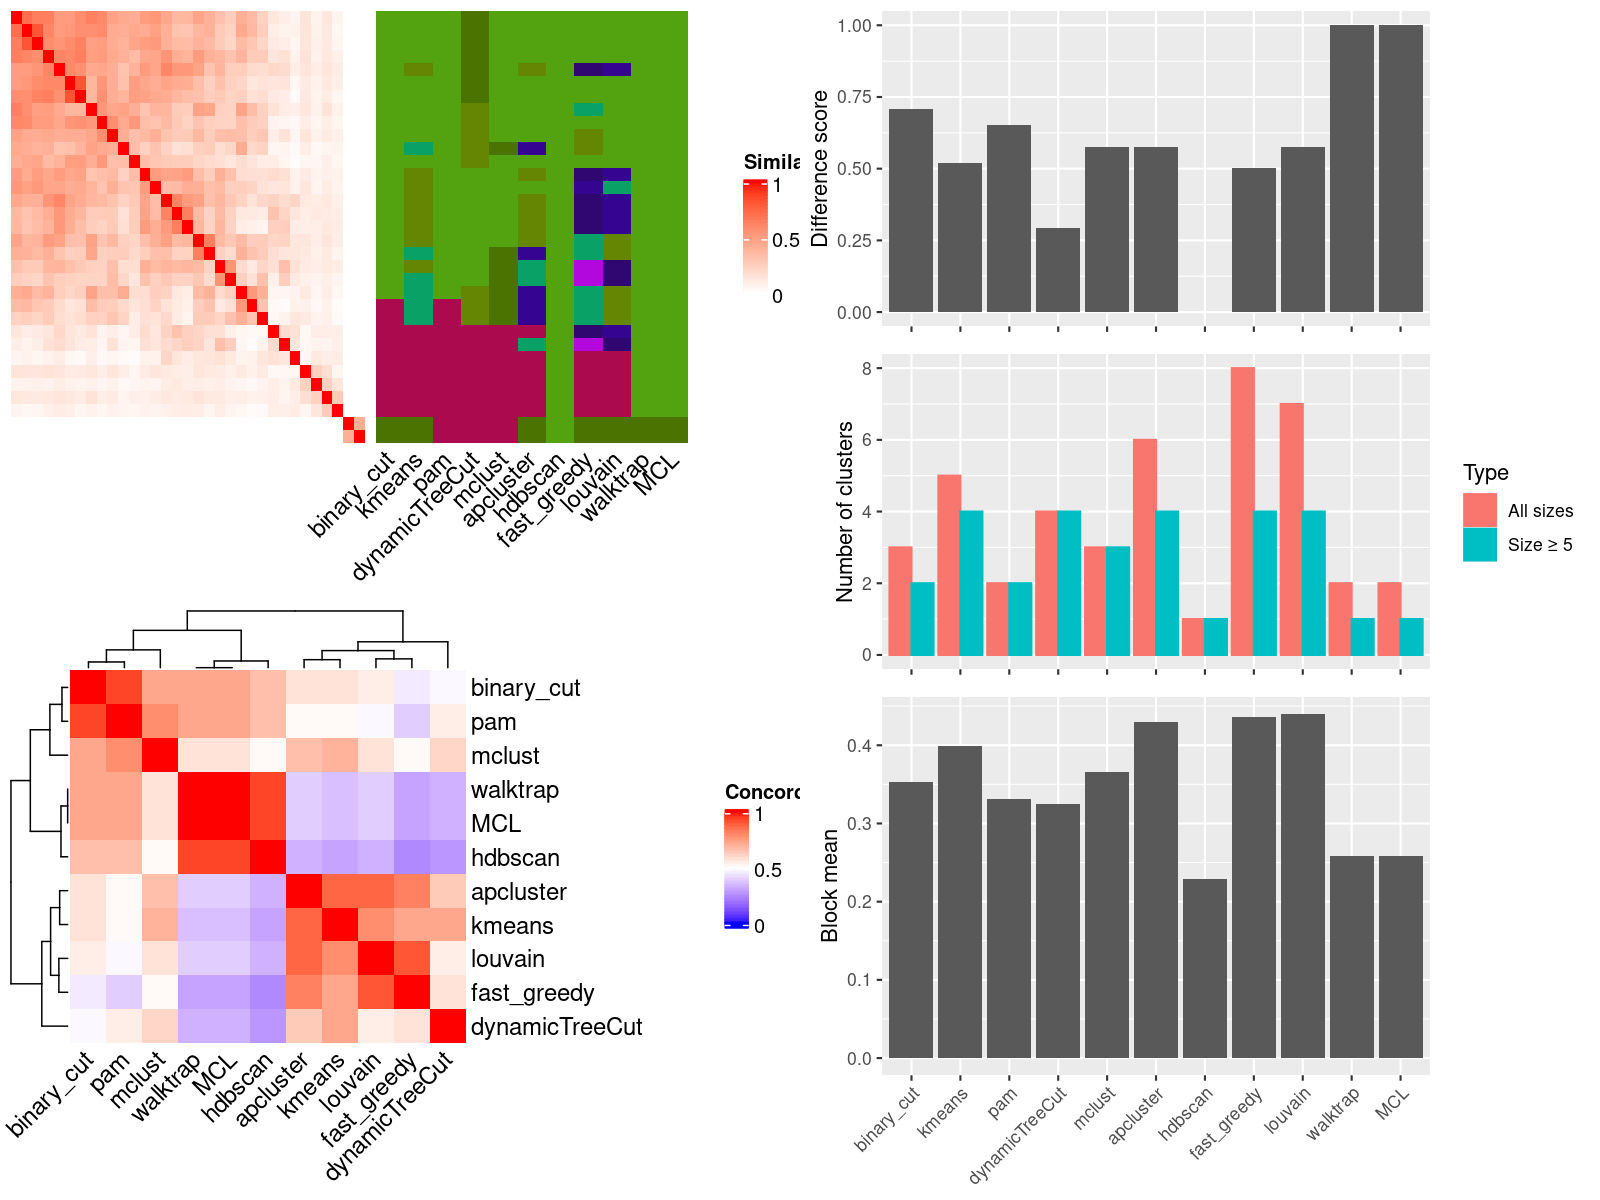 Simila
1
0.5
0
binary_cut
kmeans
pam
dynamicTreeCut
mclust
apcluster
hdbscan
fast_greedy
louvain
walktrap
MCL
Difference score
1.00
0.75
0.50
0.25
0.00
Number of clusters
8
6
4
2
0
Type
All sizes
Size ≥ 5
binary_cut
pam
mclust
walktrap
MCL
hdbscan
apcluster
kmeans
louvain
fast_greedy
dynamicTreeCut
binary_cut
pam
mclust
walktrap
MCL
hdbscan
apcluster
kmeans
louvain
fast_greedy
dynamicTreeCut
Concord
1
0.5
0
Block mean
0.4
0.3
0.2
0.1
0.0
binary_cut
kmeans
pam
dynamicTreeCut
mclust
apcluster
hdbscan
fast_greedy
louvain
walktrap
MCL